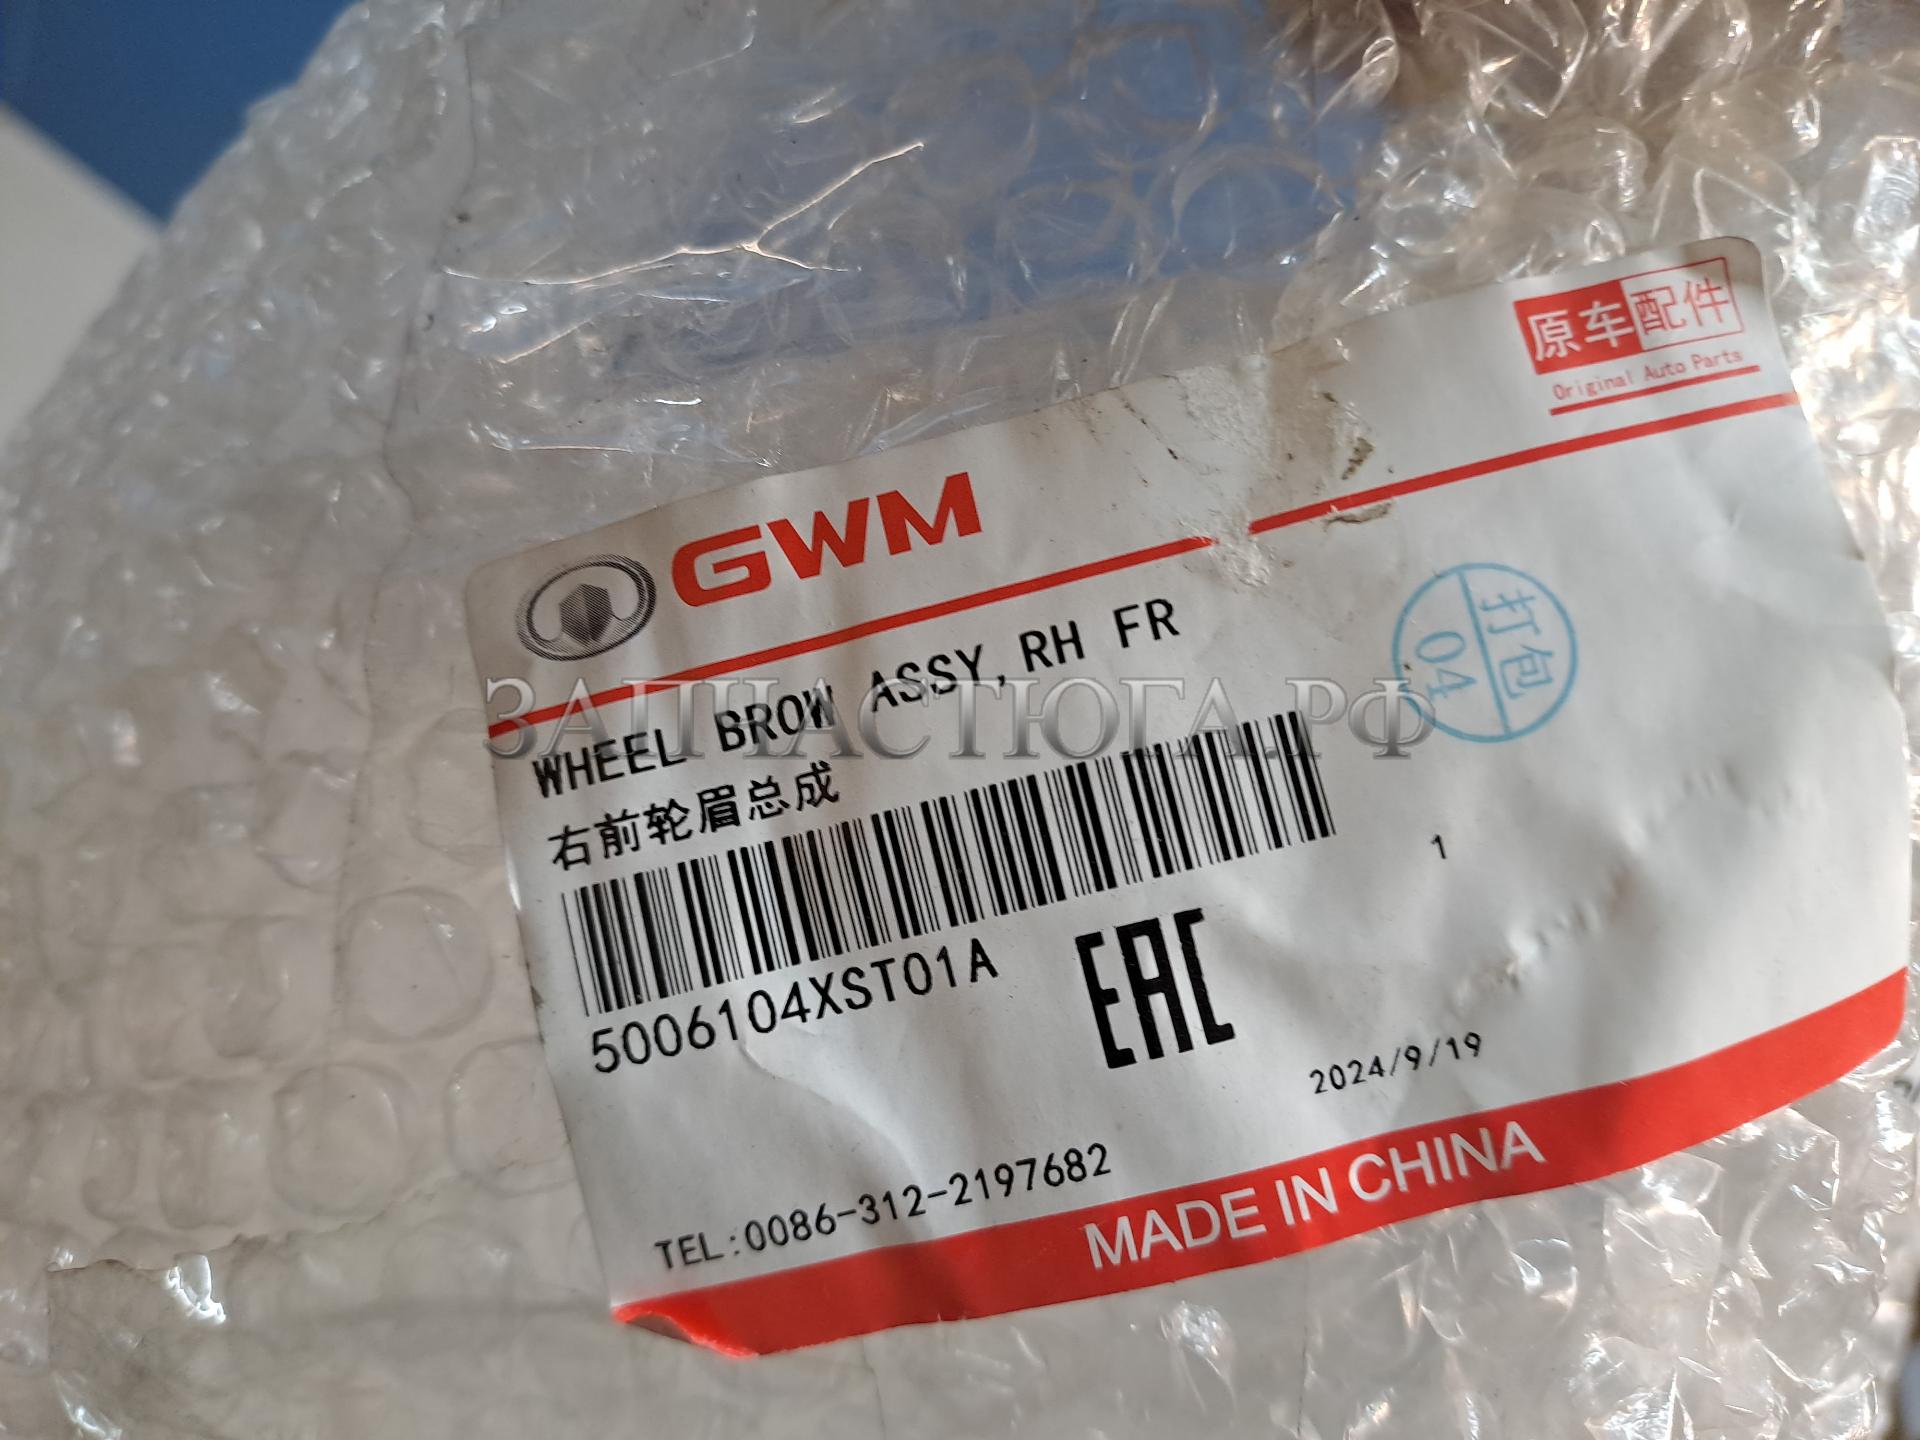 原车配件
Original Auto Parts
GWM
WHEEL BROW ASSY,RH FR
右前轮眉总成
打包
04
ЗАПЧАСТЮГА.РФ
1
5006104XST01A
EAC
2024/9/19
TEL:0086-312-2197682
MADE IN CHINA